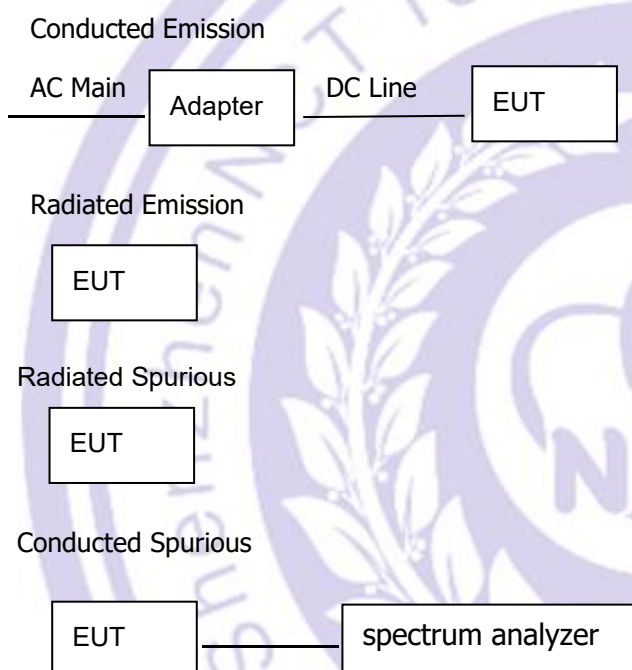 Conducted Emission
AC Main Adapter DC Line EUT
Radiated Emission
EUT
Radiated Spurious
EUT
Conducted Spurious
EUT spectrum analyzer